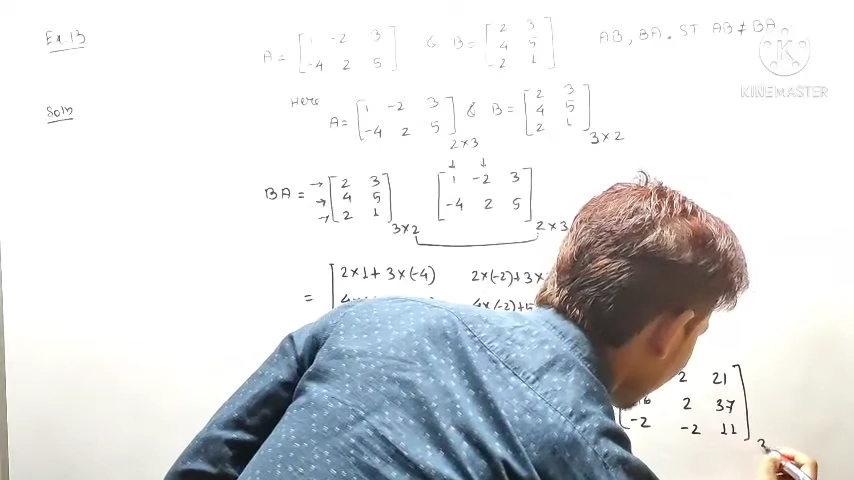 Ex.13 A = [ 1 -2 3 & B = [ 2 3 AB, BA. ST AB ≠ BA
-4 2 5 ] 4 5
-2 1 ]
KINEMASTER
Soln Here A = [ 1 -2 3 & B = [ 2 3
-4 2 5 ] 2×3 4 5
2 1 ] 3×2
BA = → [ 2 3 [ 1 -2 3
→ 4 5 -4 2 5 ] 2×3
→ 2 1 ] 3×2
= [ 2×1+3×(-4) 2×(-2)+3×
4×(-2)+5
2 21
2 37
-2 -2 11 ]